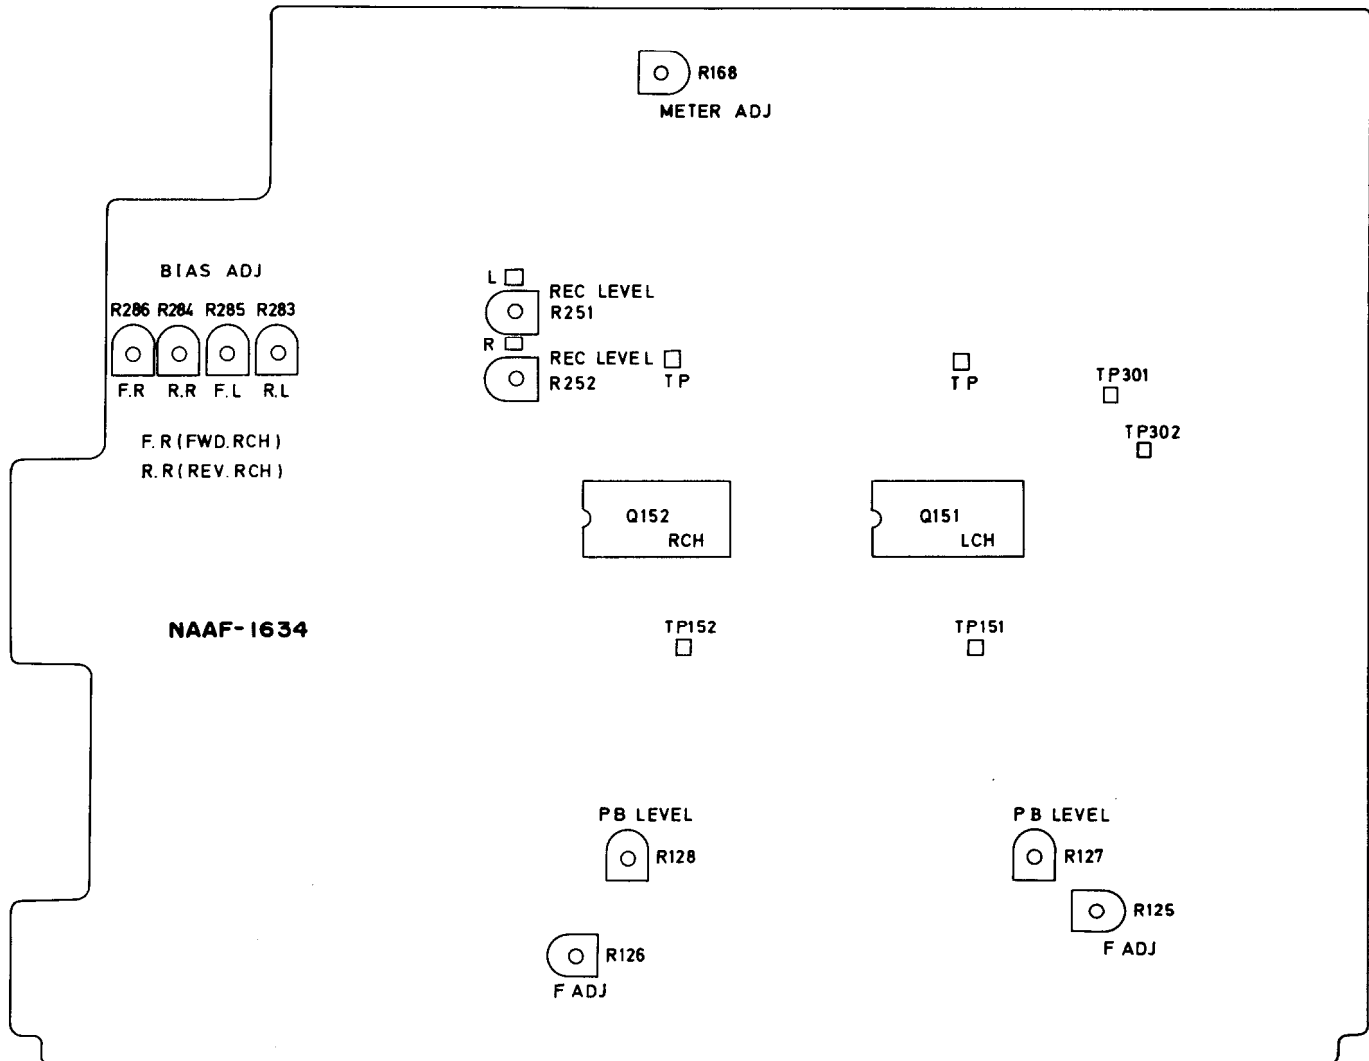 R168
METER ADJ
BIAS ADJ
R286 R284 R285 R283
F.R R.R F.L R.L
F.R (FWD.RCH)
R.R (REV.RCH)
L
REC LEVEL
R251
R
REC LEVEL
R252
TP
TP
TP301
TP302
Q152
RCH
Q151
LCH
NAAF-1634
TP152
TP151
PB LEVEL
R128
PB LEVEL
R127
R125
F ADJ
R126
F ADJ